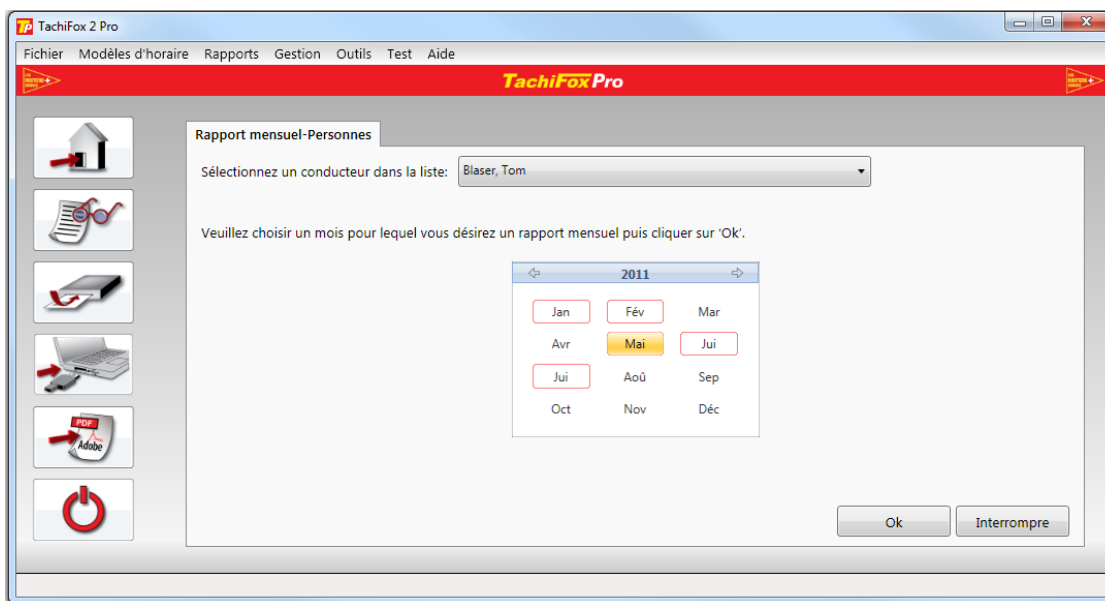 TachiFox 2 Pro
Fichier Modèles d'horaire Rapports Gestion Outils Test Aide
TachiFox Pro
Rapport mensuel-Personnes
Sélectionnez un conducteur dans la liste: Blaser, Tom
Veuillez choisir un mois pour lequel vous désirez un rapport mensuel puis cliquer sur 'Ok'.
2011
Jan Fév Mar
Avr Mai Jui
Jui Aoû Sep
Oct Nov Déc
PDF
Adobe
Ok Interrompre